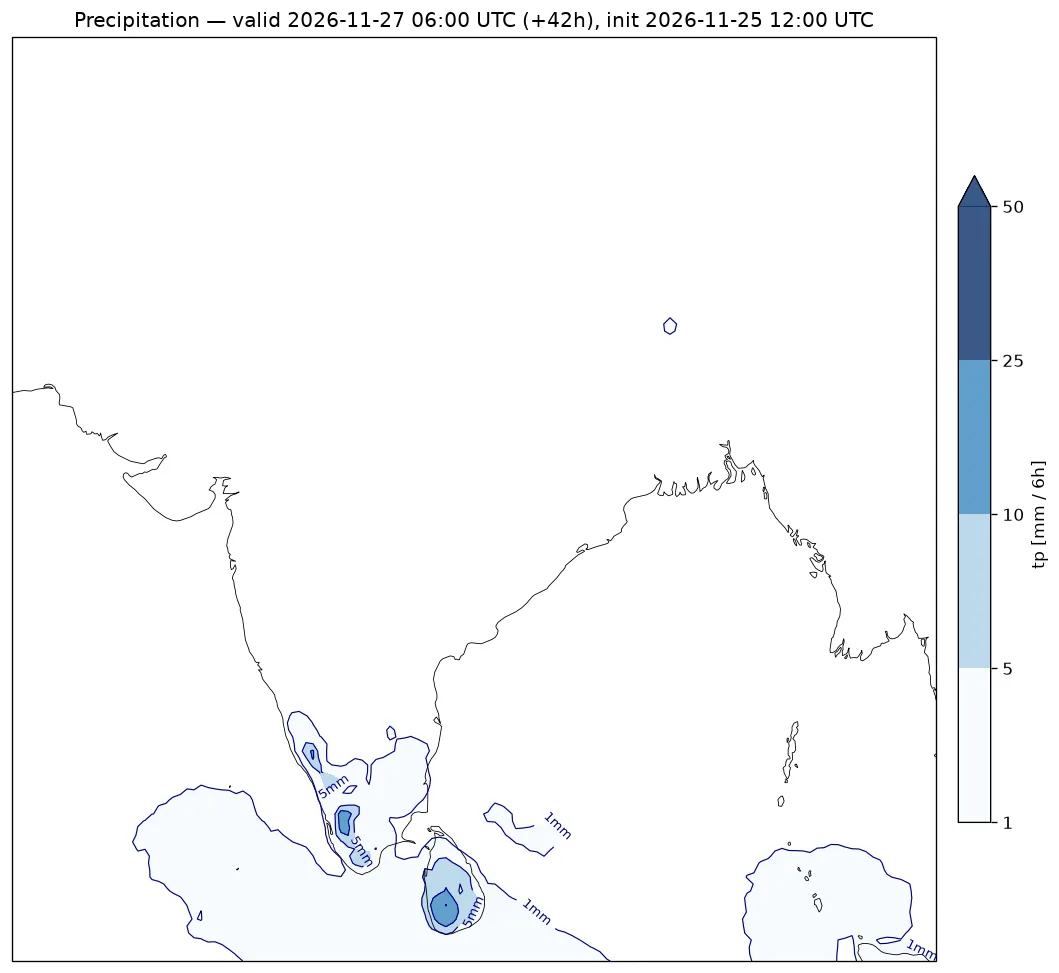 Precipitation — valid 2026-11-27 06:00 UTC (+42h), init 2026-11-25 12:00 UTC
50
25
10
5
1
tp [mm / 6h]
5mm
5mm
1mm
5mm
1mm
1mm